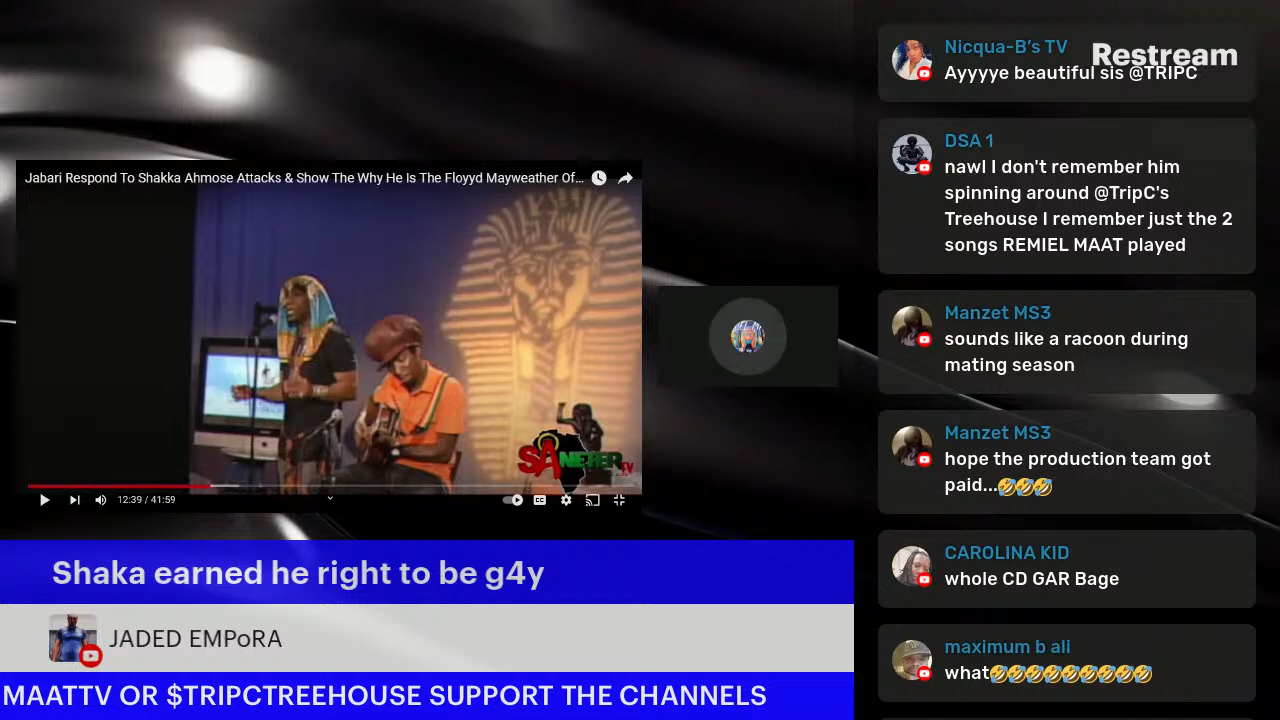 Jabari Respond To Shakka Ahmose Attacks & Show The Why He Is The Floyyd Mayweather Of...
SANETER TV
12:39 / 41:59
CC
Shaka earned he right to be g4y
JADED EMPoRA
MAATTV OR $TRIPCTREEHOUSE SUPPORT THE CHANNELS
Restream
Nicqua-B's TV
Ayyyye beautiful sis @TRIPC
DSA 1
nawl I don't remember him
spinning around @TripC's
Treehouse I remember just the 2
songs REMIEL MAAT played
Manzet MS3
sounds like a racoon during
mating season
Manzet MS3
hope the production team got
paid...🤣🤣🤣
CAROLINA KID
whole CD GAR Bage
maximum b ali
what🤣🤣🤣🤣🤣🤣🤣🤣🤣